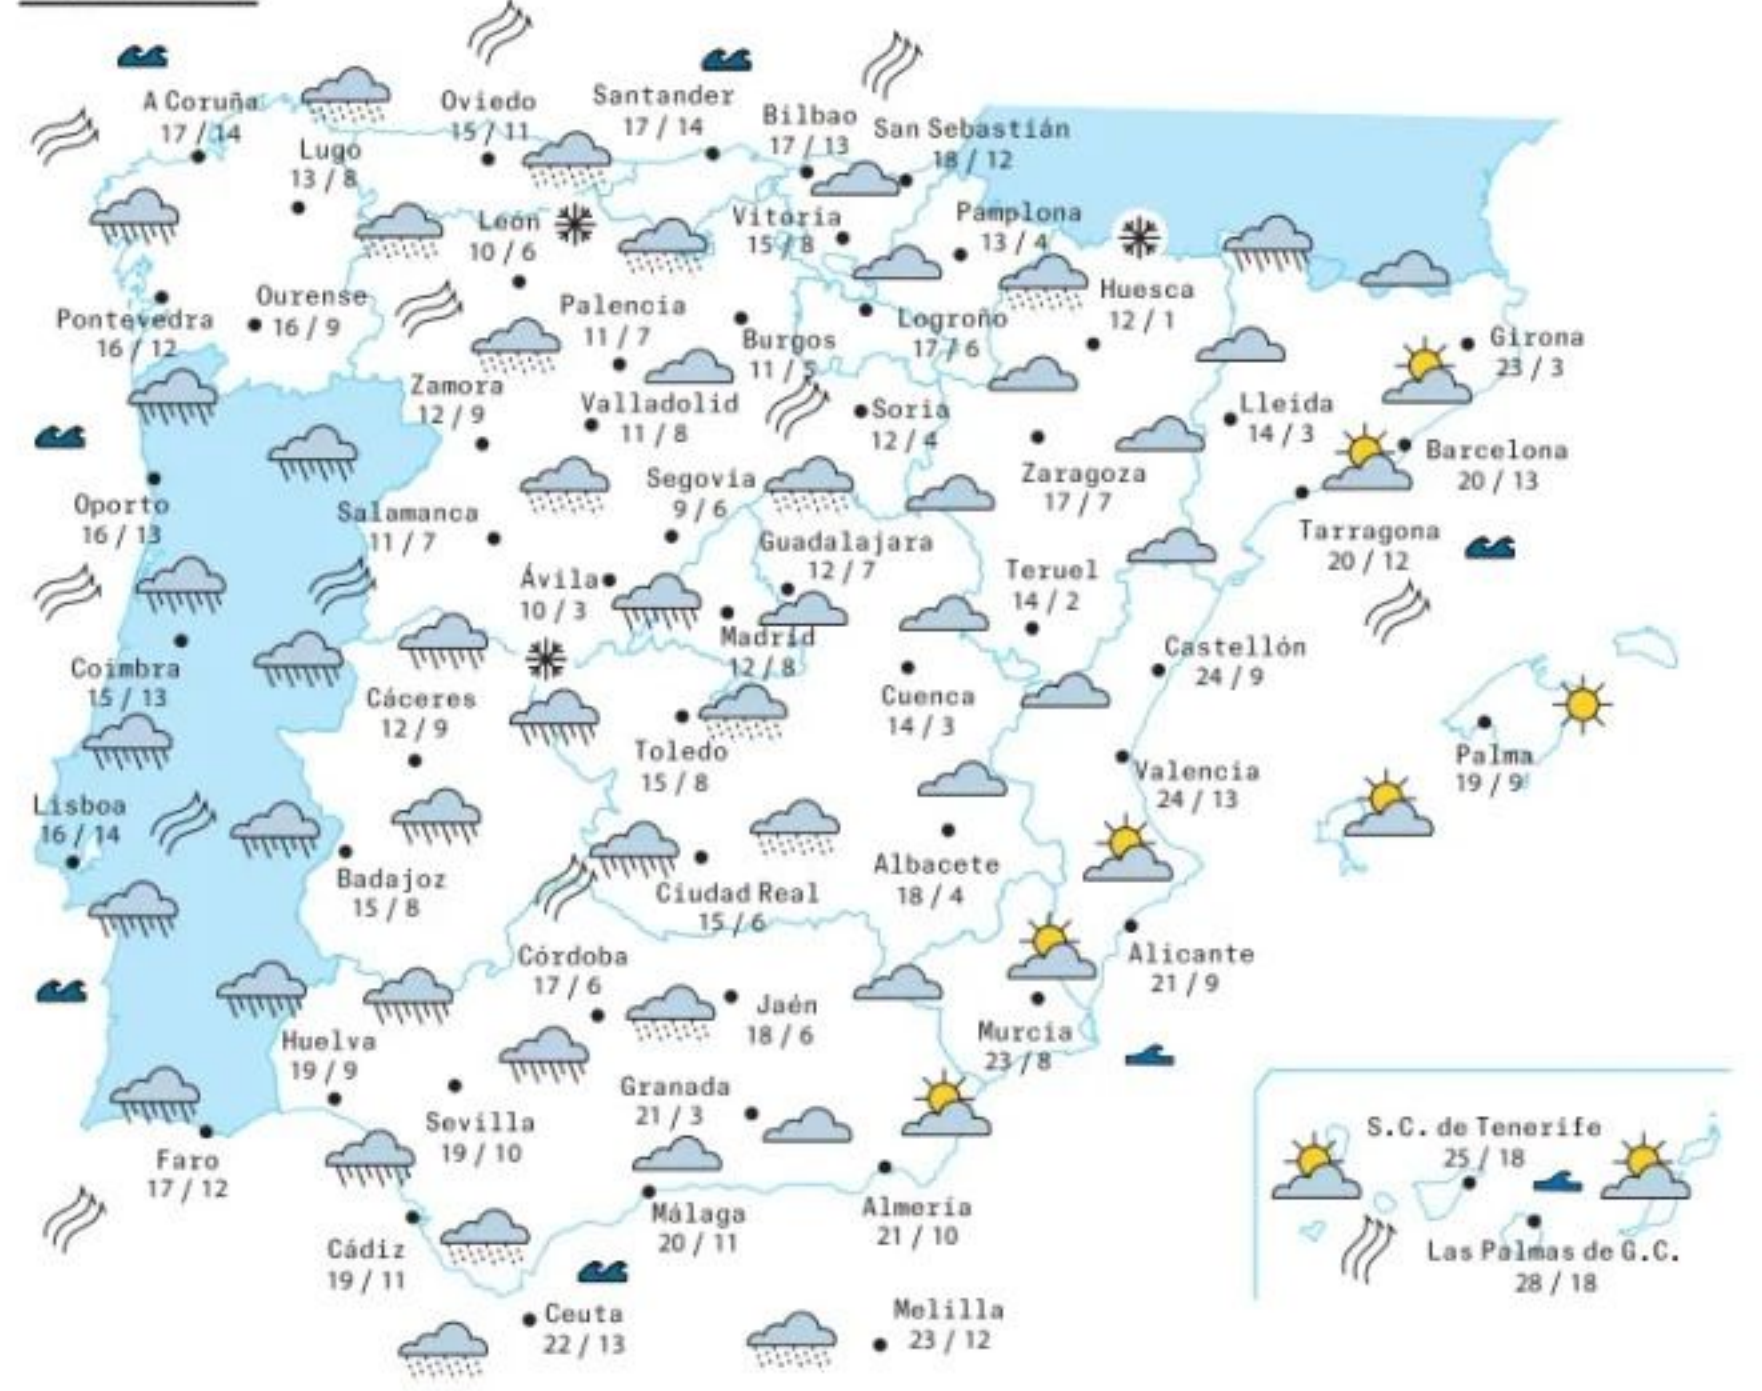 A Coruña
17 / 14
Oviedo
15 / 11
Santander
17 / 14
Bilbao
17 / 13
San Sebastián
18 / 12
Lugo
13 / 8
León
10 / 6
Vitoria
15 / 8
Pamplona
13 / 4
Huesca
12 / 1
Pontevedra
16 / 12
Ourense
16 / 9
Palencia
11 / 7
Burgos
11 / 5
Logroño
17 / 6
Girona
23 / 3
Zamora
12 / 9
Valladolid
11 / 8
Soria
12 / 4
Lleida
14 / 3
Barcelona
20 / 13
Zaragoza
17 / 7
Segovia
9 / 6
Oporto
16 / 13
Salamanca
11 / 7
Guadalajara
12 / 7
Tarragona
20 / 12
Ávila
10 / 3
Teruel
14 / 2
Madrid
12 / 8
Castellón
24 / 9
Coimbra
15 / 13
Cáceres
12 / 9
Cuenca
14 / 3
Toledo
15 / 8
Palma
19 / 9
Valencia
24 / 13
Lisboa
16 / 14
Badajoz
15 / 8
Ciudad Real
15 / 6
Albacete
18 / 4
Alicante
21 / 9
Córdoba
17 / 6
Jaén
18 / 6
Murcia
23 / 8
Huelva
19 / 9
Granada
21 / 3
Sevilla
19 / 10
Faro
17 / 12
Málaga
20 / 11
Almería
21 / 10
Cádiz
19 / 11
Ceuta
22 / 13
Melilla
23 / 12
S.C. de Tenerife
25 / 18
Las Palmas de G.C.
28 / 18